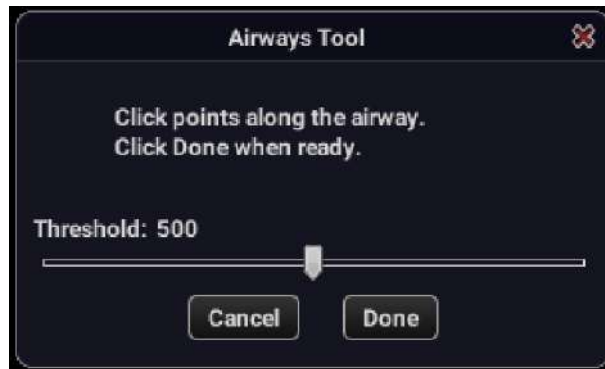 Airways Tool
Click points along the airway.
Click Done when ready.
Threshold: 500
Cancel Done